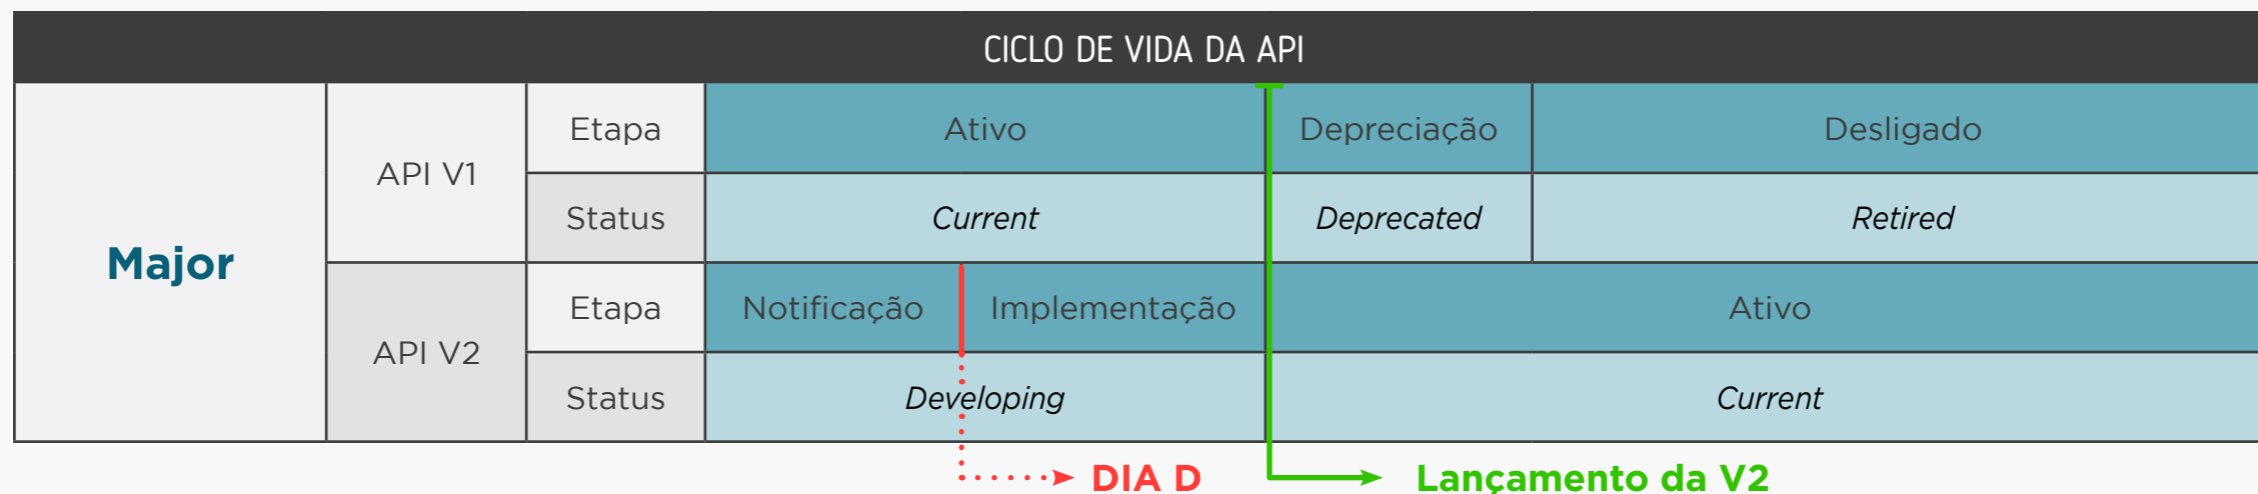 CICLO DE VIDA DA API
Major
API V1
Etapa
Ativo
Depreciação
Desligado
Status
Current
Deprecated
Retired
API V2
Etapa
Notificação
Implementação
Ativo
Status
Developing
Current
DIA D
Lançamento da V2